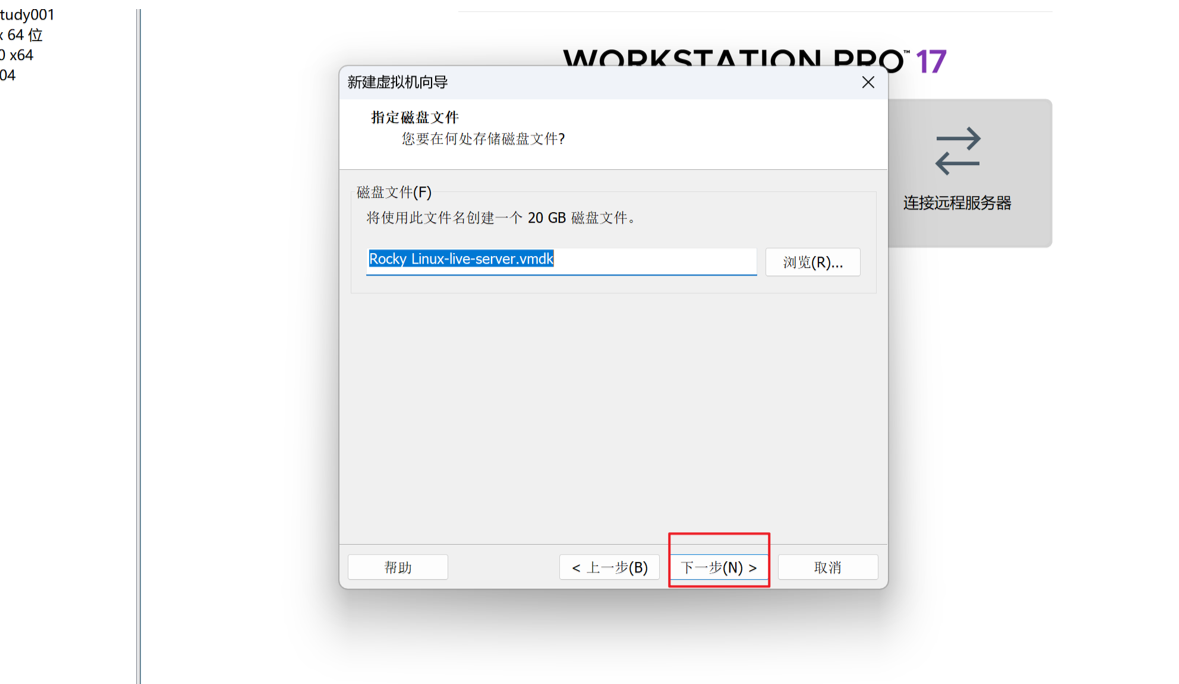 tudy001
x 64 位
0 x64
04
WORKSTATION PRO™ 17
新建虚拟机向导
指定磁盘文件
您要在何处存储磁盘文件?
磁盘文件(F)
将使用此文件名创建一个 20 GB 磁盘文件。
Rocky Linux-live-server.vmdk
浏览(R)...
连接远程服务器
帮助
< 上一步(B)
下一步(N) >
取消